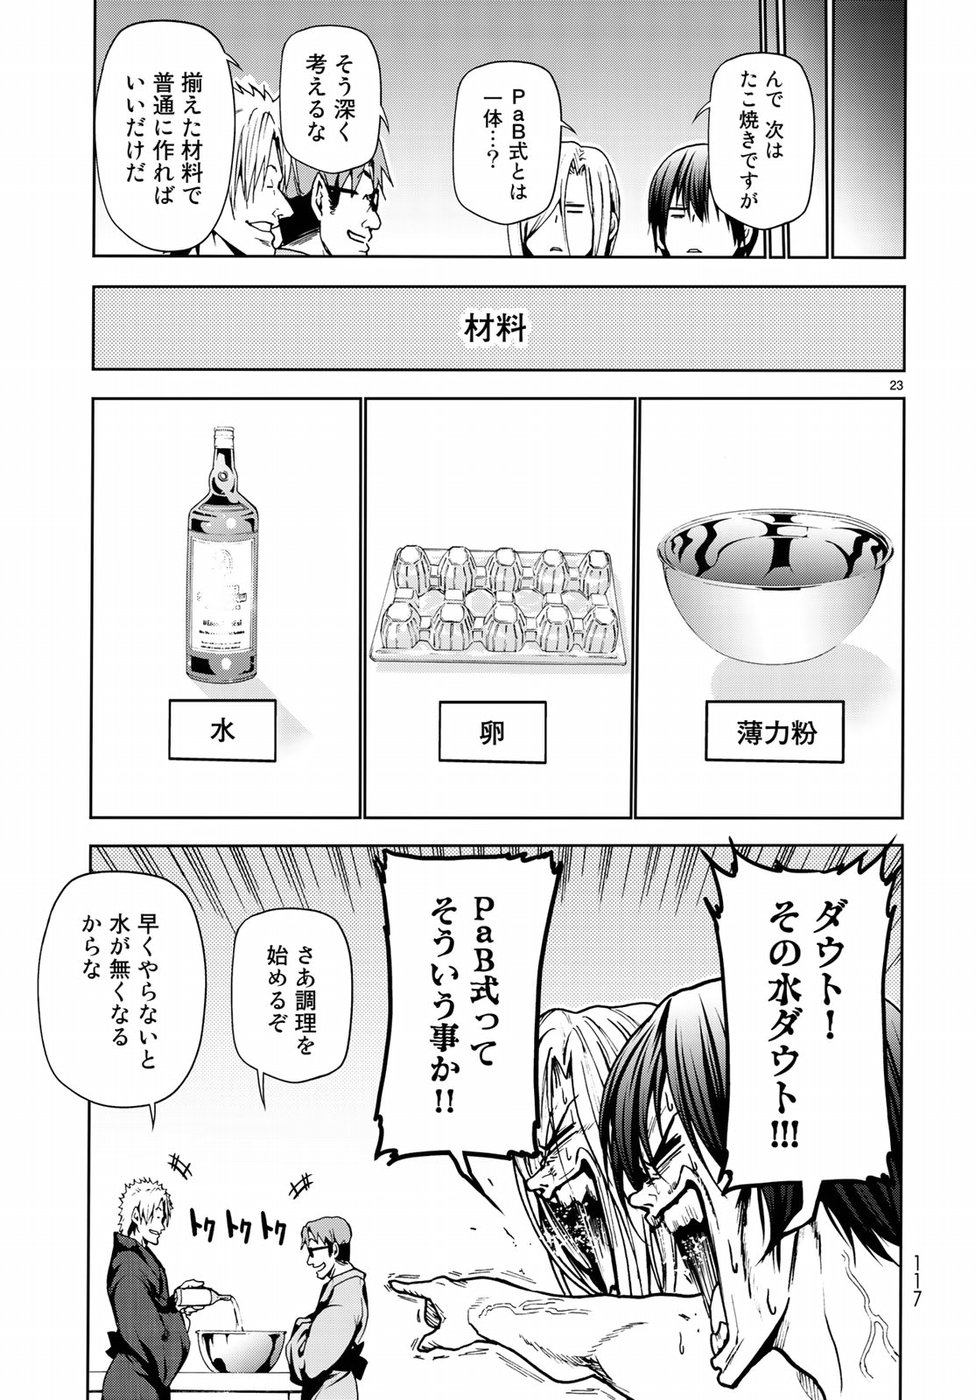 んで 次は
たこ焼きですが
PaB式とは
一体…?
そう深く
考えるな
揃えた材料で
普通に作れば
いいだけだ
材料
23
薄力粉
卵
水
ダウト!
その水ダウト!!!
PaB式って
そういう事か!!
さあ調理を
始めるぞ
早くやらないと
水が無くなる
からな
トクトクトク
117